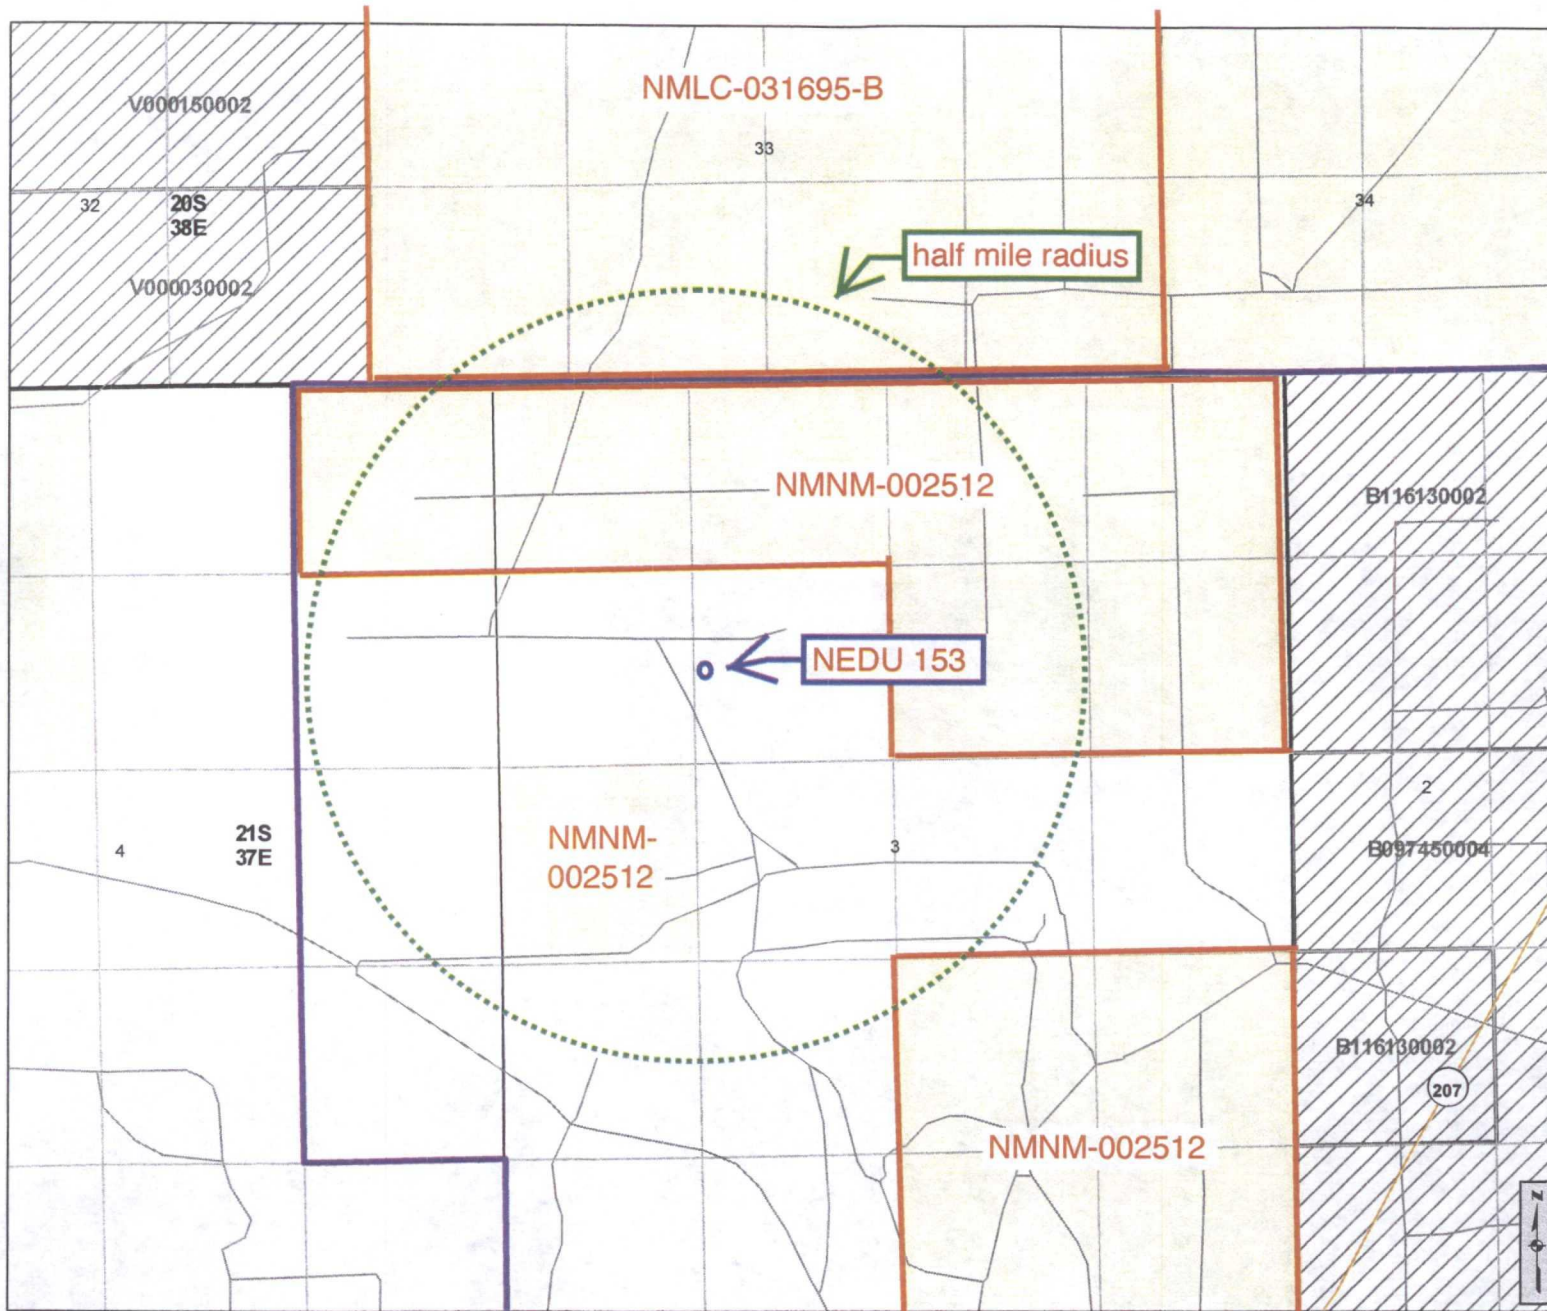 NMLC-031695-B
V000150002
33
32
20S
38E
34
half mile radius
V000030002
NMNM-002512
B116130002
NEDU 153
2
21S
37E
4
NMNM-
002512
3
B097450004
B116130002
207
NMNM-002512
N